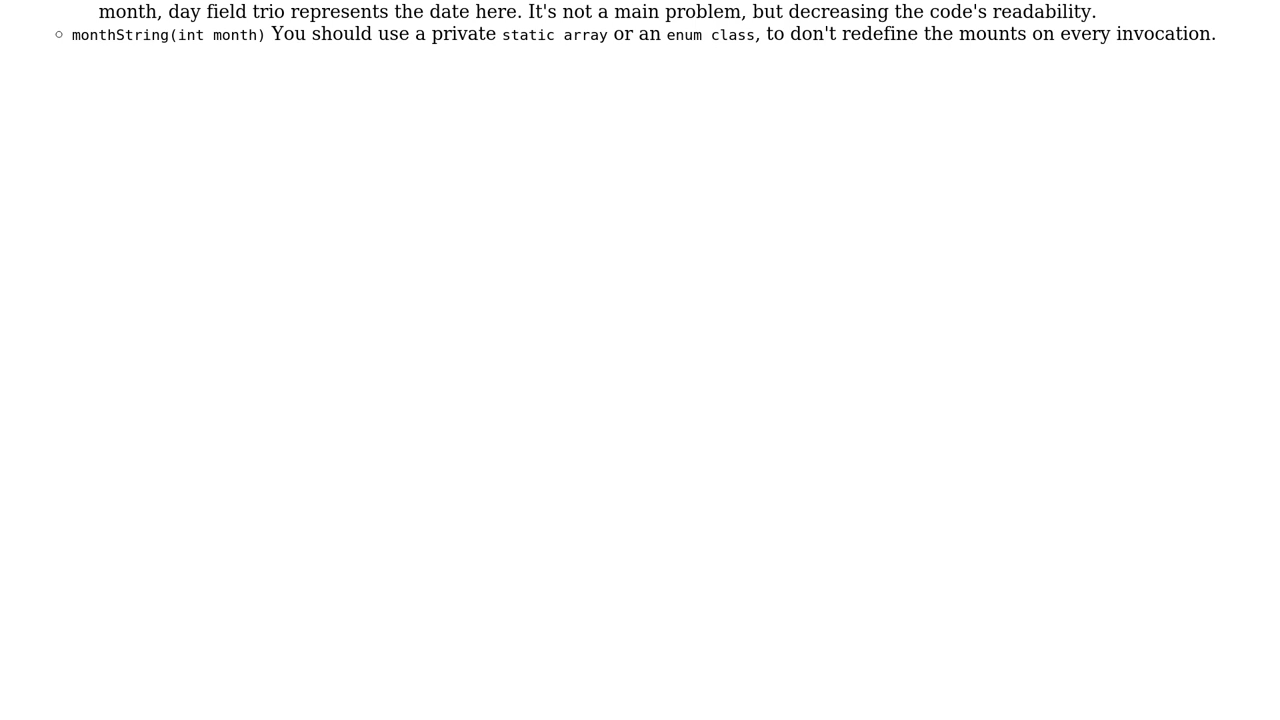 month, day field trio represents the date here. It's not a main problem, but decreasing the code's readability.
◦ monthString(int month) You should use a private static array or an enum class, to don't redefine the mounts on every invocation.